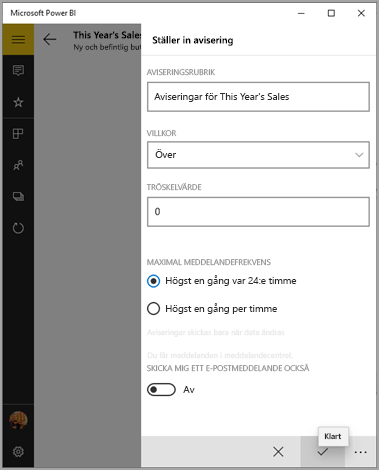 Microsoft Power BI
This Year's Sales
Ny och befintlig but
Ställer in avisering
AVISERINGSRUBRIK
Aviseringar för This Year's Sales
VILLKOR
Över
TRÖSKELVÄRDE
0
MAXIMAL MEDDELANDEFREKVENS
Högst en gång var 24:e timme
Högst en gång per timme
Aviseringar skickas bara när data ändras
Du får meddelanden i meddelandecentret.
SKICKA MIG ETT E-POSTMEDDELANDE OCKSÅ
Av
Klart